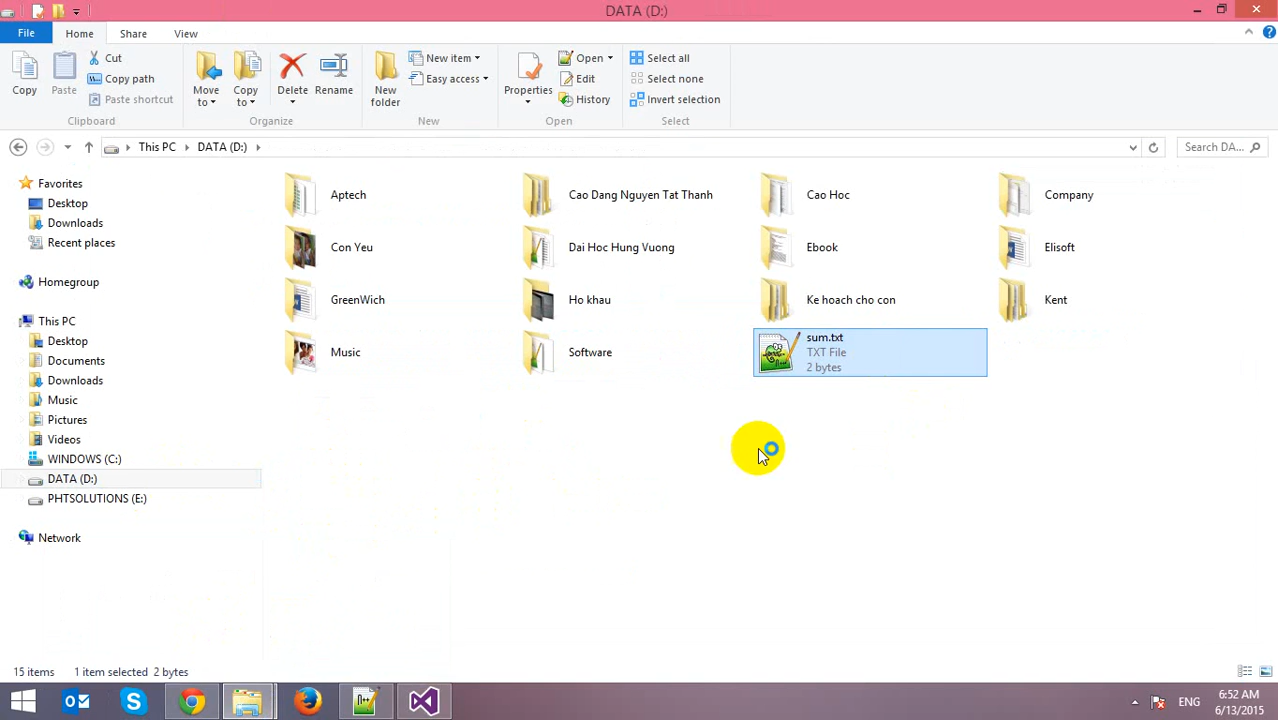 DATA (D:)
File Home Share View
Copy
Paste
Cut
Copy path
Paste shortcut
Clipboard
Move to
Copy to
Delete
Rename
Organize
New folder
New item
Easy access
New
Properties
Open
Edit
History
Open
Select all
Select none
Invert selection
Select
This PC DATA (D:)
Search DA...
Favorites
Desktop
Downloads
Recent places
Homegroup
This PC
Desktop
Documents
Downloads
Music
Pictures
Videos
WINDOWS (C:)
DATA (D:)
PHTSOLUTIONS (E:)
Network
Aptech
Cao Dang Nguyen Tat Thanh
Cao Hoc
Company
Con Yeu
Dai Hoc Hung Vuong
Ebook
Elisoft
GreenWich
Ho khau
Ke hoach cho con
Kent
Music
Software
sum.txt
TXT File
2 bytes
15 items 1 item selected 2 bytes
ENG
6:52 AM
6/13/2015